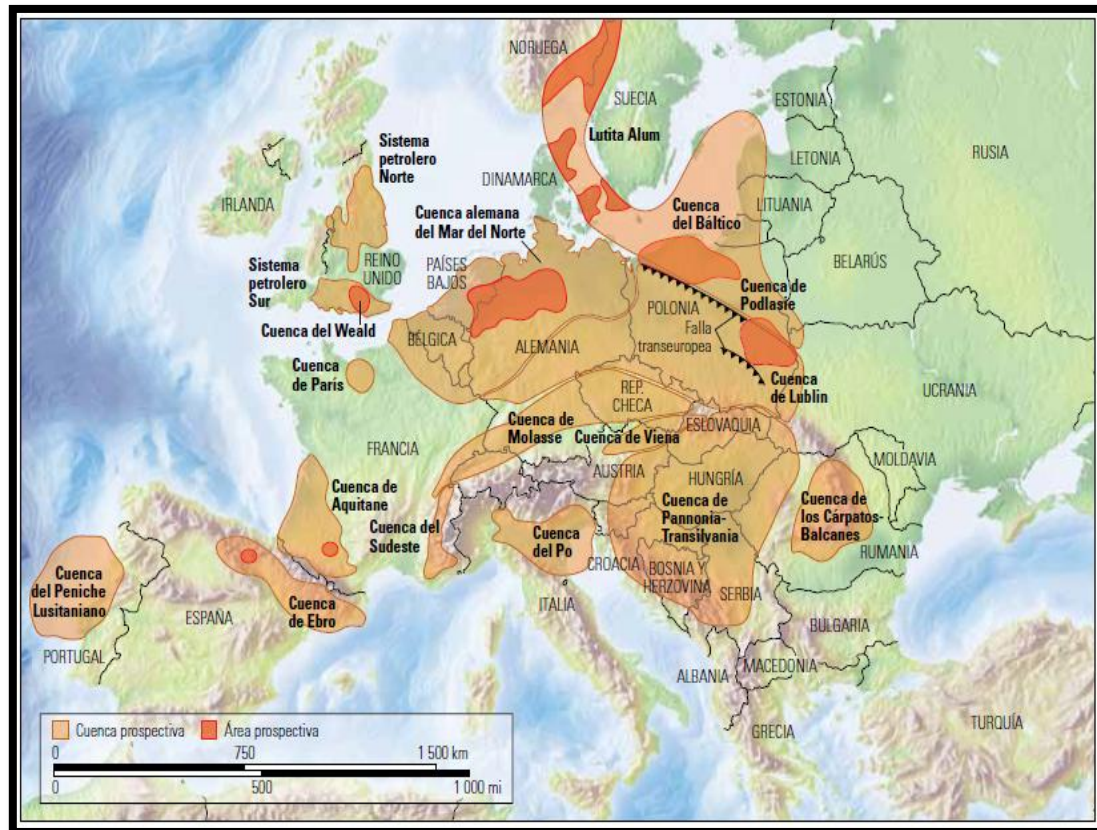 NORUEGA
SUECIA
ESTONIA
RUSIA
Lutita Alum
Sistema
petrolero
Norte
LETONIA
DINAMARCA
IRLANDA
Cuenca
del Báltico
LITUANIA
Cuenca alemana
del Mar del Norte
REINO
UNIDO
PAÍSES
BAJOS
BELARÚS
Sistema
petrolero
Sur
Cuenca de
Podlasie
POLONIA
Cuenca del Weald
BÉLGICA
ALEMANIA
Falla
transeuropea
Cuenca
de París
Cuenca
de Lublin
UCRANIA
REP.
CHECA
ESLOVAQUIA
Cuenca de
Molasse
Cuenca de Viena
FRANCIA
MOLDAVIA
AUSTRIA
HUNGRÍA
Cuenca de
Aquitane
Cuenca de
Pannonia-
Transilvania
Cuenca de
los Cárpatos-
Balcanes
Cuenca del
Sudeste
Cuenca
del Po
RUMANIA
CROACIA
BOSNIA Y
HERZOVINA
SERBIA
Cuenca
del Peniche
Lusitaniano
Cuenca
de Ebro
ESPAÑA
ITALIA
BULGARIA
PORTUGAL
ALBANIA
MACEDONIA
GRECIA
TURQUÍA
Cuenca prospectiva Área prospectiva
0 750 1 500 km
0 500 1 000 mi